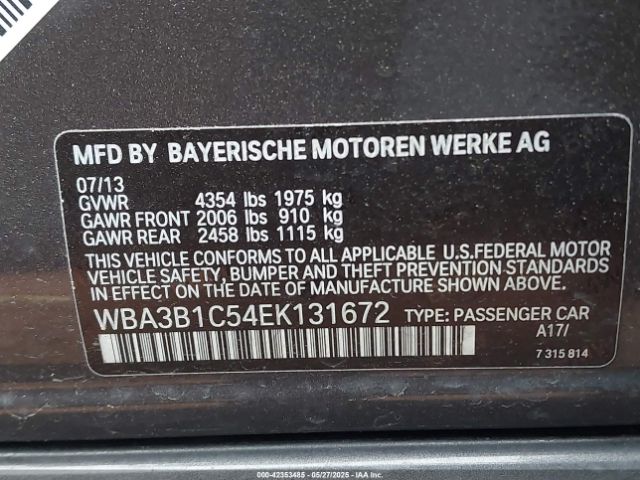 MFD BY BAYERISCHE MOTOREN WERKE AG
07/13
GVWR 4354 lbs 1975 kg
GAWR FRONT 2006 lbs 910 kg
GAWR REAR 2458 lbs 1115 kg
THIS VEHICLE CONFORMS TO ALL APPLICABLE U.S.FEDERAL MOTOR
VEHICLE SAFETY, BUMPER AND THEFT PREVENTION STANDARDS
IN EFFECT ON THE DATE OF MANUFACTURE SHOWN ABOVE.
WBA3B1C54EK131672 TYPE: PASSENGER CAR
A17/
7 315 814
000-42353485 - 05/27/2025 - IAAI.COM